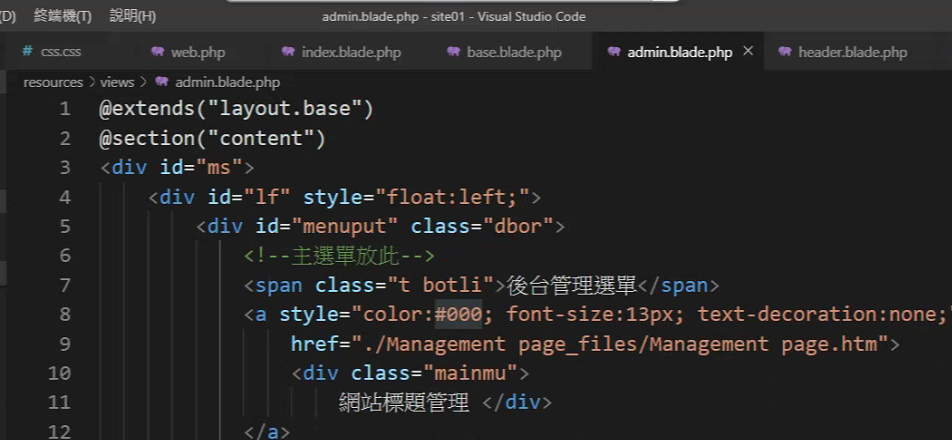 (D) 終端機(T) 說明(H) admin.blade.php - site01 - Visual Studio Code
# css.css web.php index.blade.php base.blade.php admin.blade.php × header.blade.php
resources > views > admin.blade.php
1 @extends("layout.base")
2 @section("content")
3 <div id="ms">
4 <div id="lf" style="float:left;">
5 <div id="menuput" class="dbor">
6 <!--主選單放此-->
7 <span class="t botli">後台管理選單</span>
8 <a style="color:#000; font-size:13px; text-decoration:none;"
9 href="./Management page_files/Management page.htm">
10 <div class="mainmu">
11 網站標題管理 </div>
12 </a>